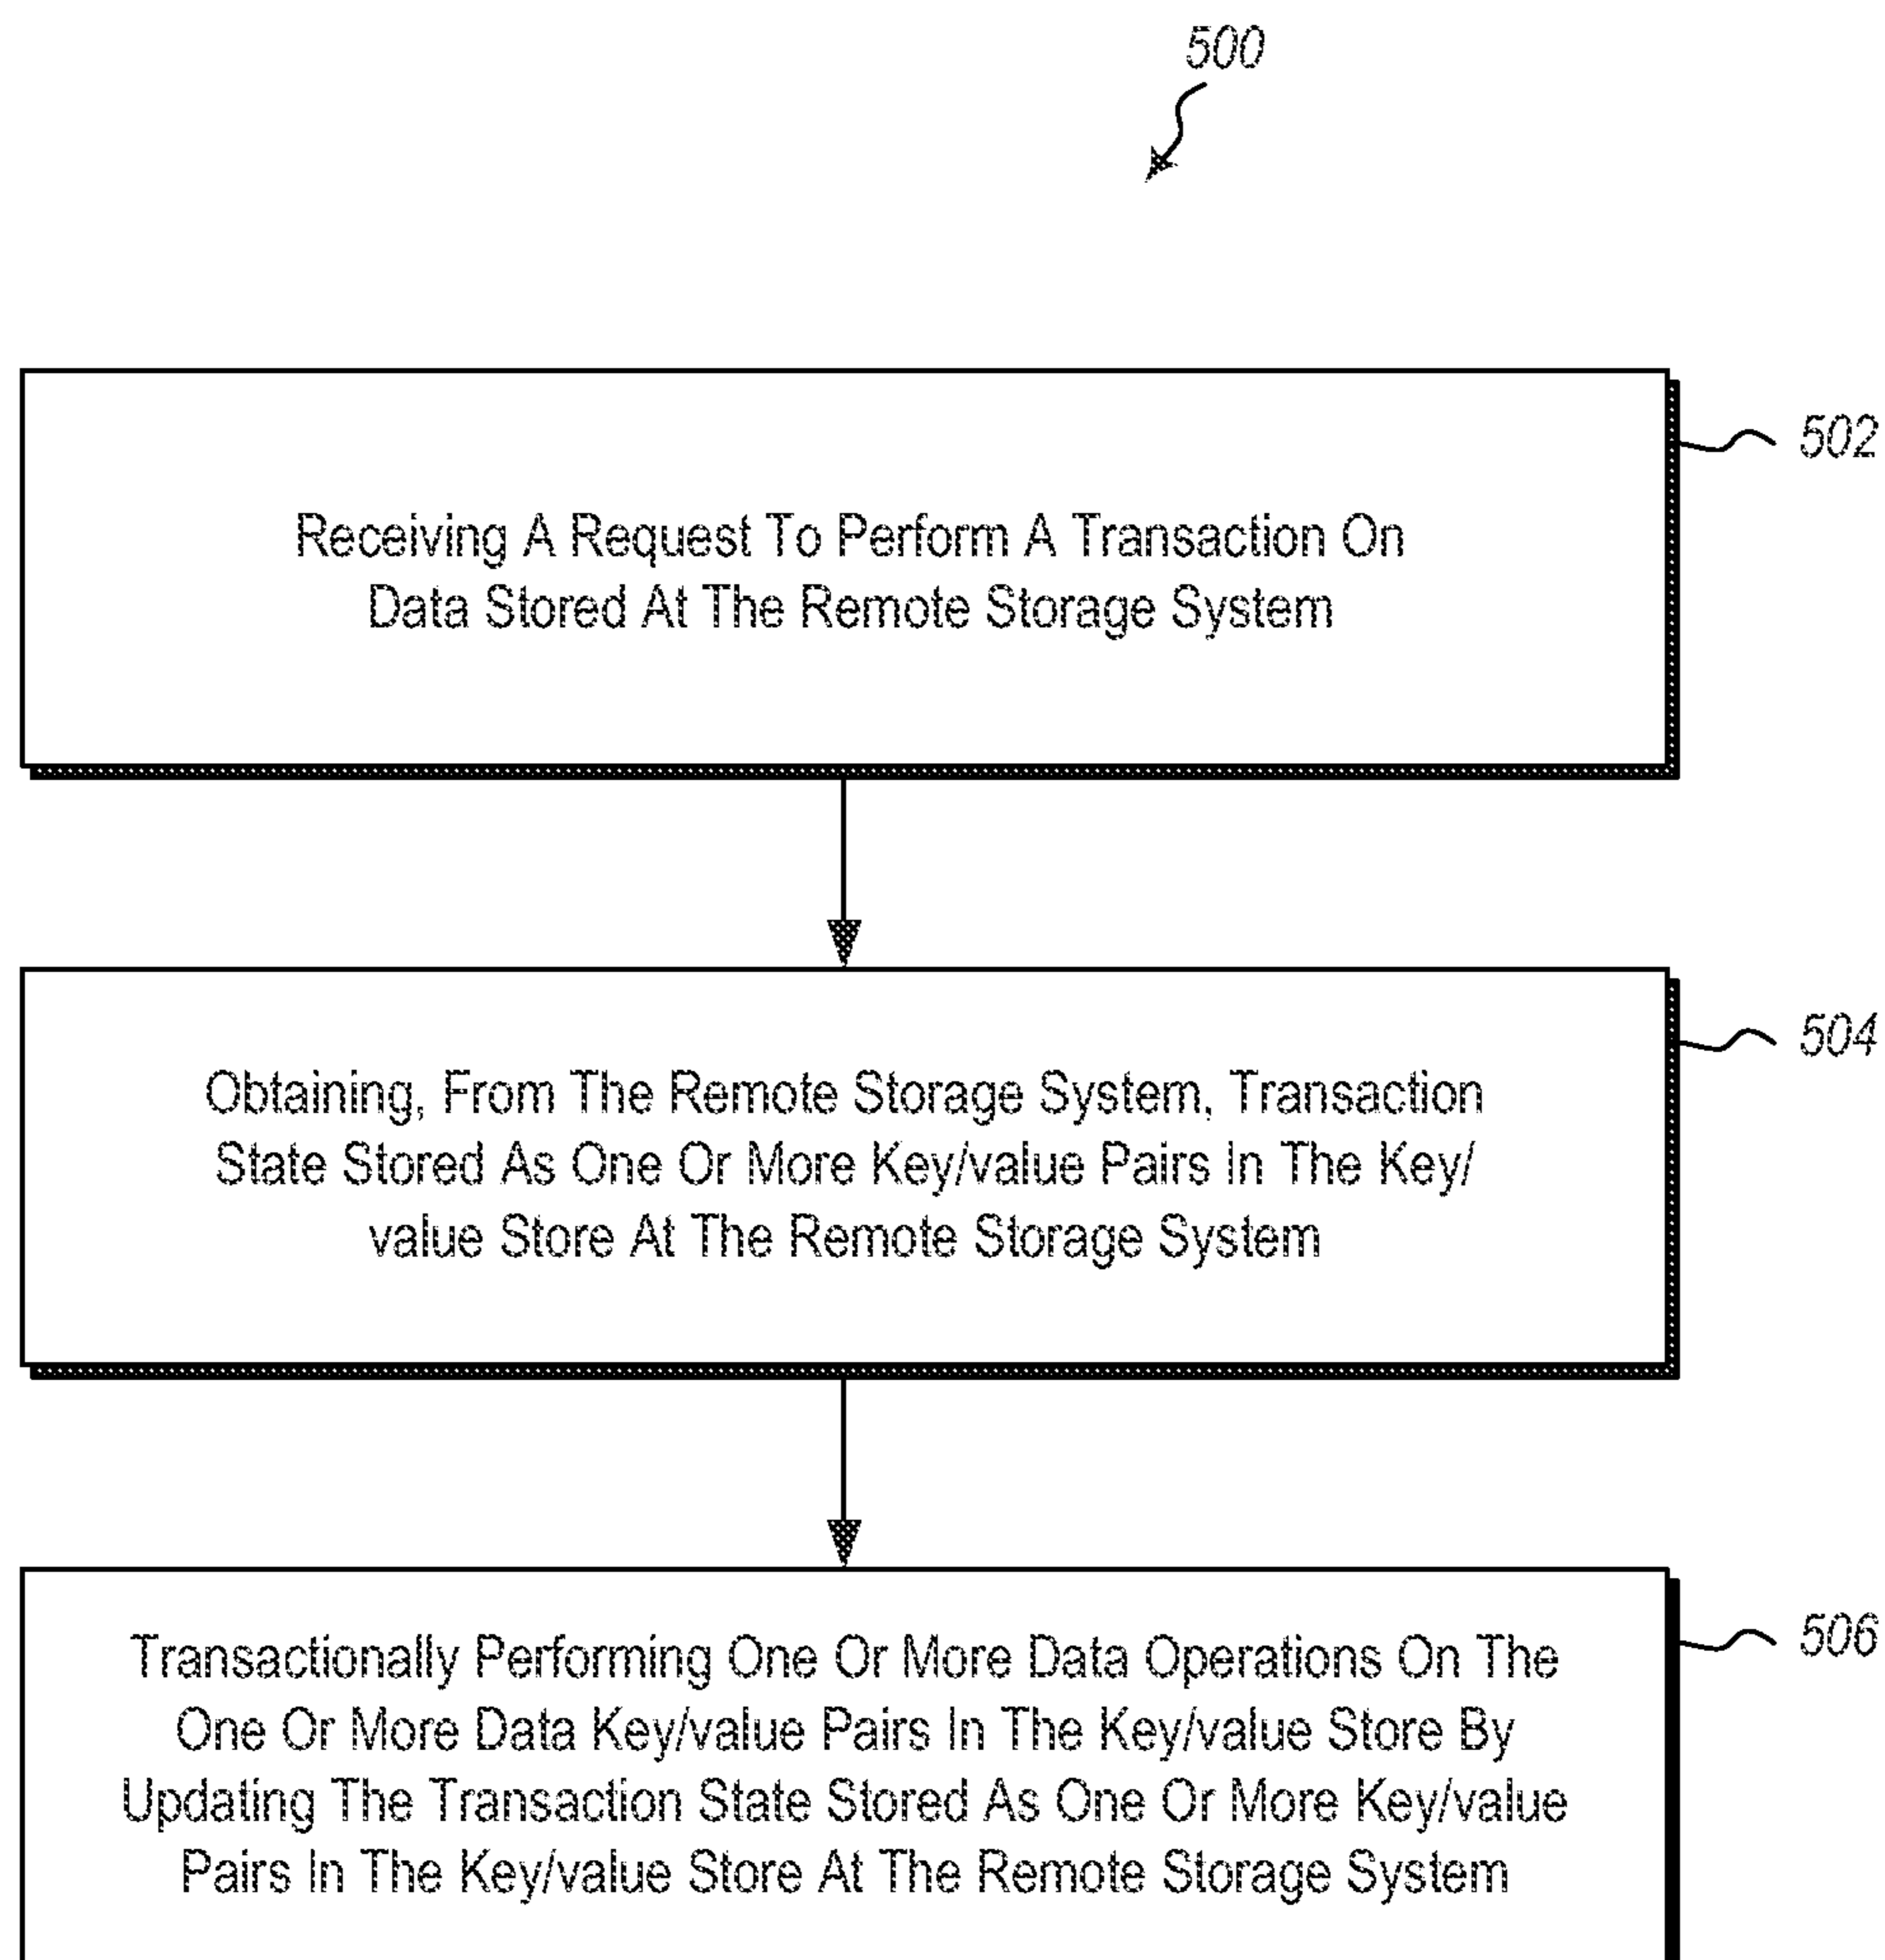 500
502
Receiving A Request To Perform A Transaction On
Data Stored At The Remote Storage System
504
Obtaining, From The Remote Storage System, Transaction
State Stored As One Or More Key/value Pairs In The Key/
value Store At The Remote Storage System
506
Transactionally Performing One Or More Data Operations On The
One Or More Data Key/value Pairs In The Key/value Store By
Updating The Transaction State Stored As One Or More Key/value
Pairs In The Key/value Store At The Remote Storage System